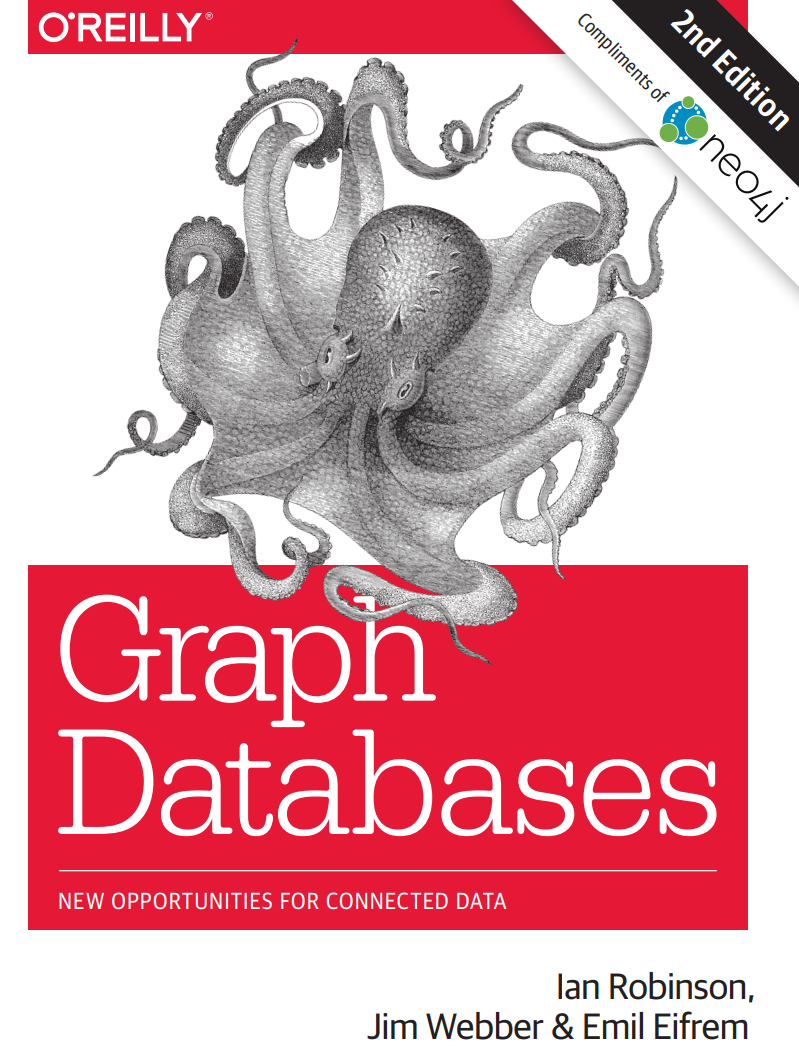 O'REILLY®
2nd Edition
Compliments of
neo4j
Graph
Databases
NEW OPPORTUNITIES FOR CONNECTED DATA
Ian Robinson,
Jim Webber & Emil Eifrem